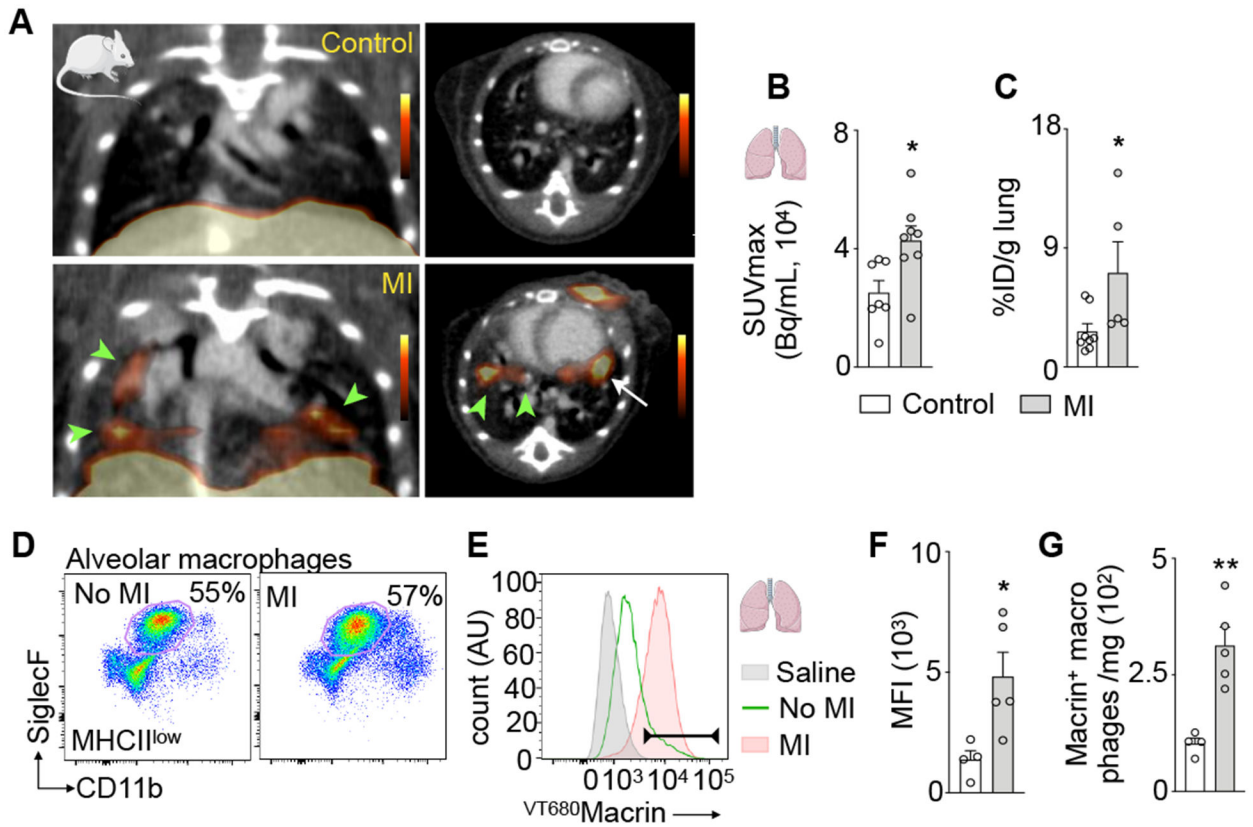 A
Control
MI
B
8
4
0
SUVmax
(Bq/mL, 10⁴)
*
C
18
9
0
%ID/g lung
*
Control
MI
D
Alveolar macrophages
No MI
55%
MI
57%
SiglecF
MHCIIˡᵒʷ
CD11b
E
100
80
60
40
20
0
count (AU)
0 10³ 10⁴ 10⁵
ⱽᵀ⁶⁸⁰Macrin
Saline
No MI
MI
F
10
5
0
MFI (10³)
*
G
5
2.5
0
Macrin⁺ macro
phages /mg (10²)
**